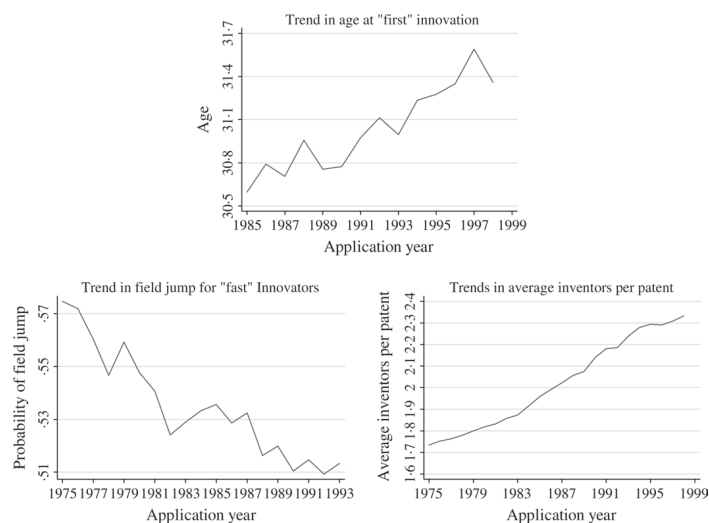 Trend in age at "first" innovation
Age
31·7
31·4
31·1
30·8
30·5
1985 1987 1989 1991 1993 1995 1997 1999
Application year
Trend in field jump for "fast" Innovators
Probability of field jump
·57
·55
·53
·51
1975 1977 1979 1981 1983 1985 1987 1989 1991 1993
Application year
Trends in average inventors per patent
Average inventors per patent
2·4
2·3
2·2
2·1
2
1·9
1·8
1·7
1·6
1975 1979 1983 1987 1991 1995 1999
Application year